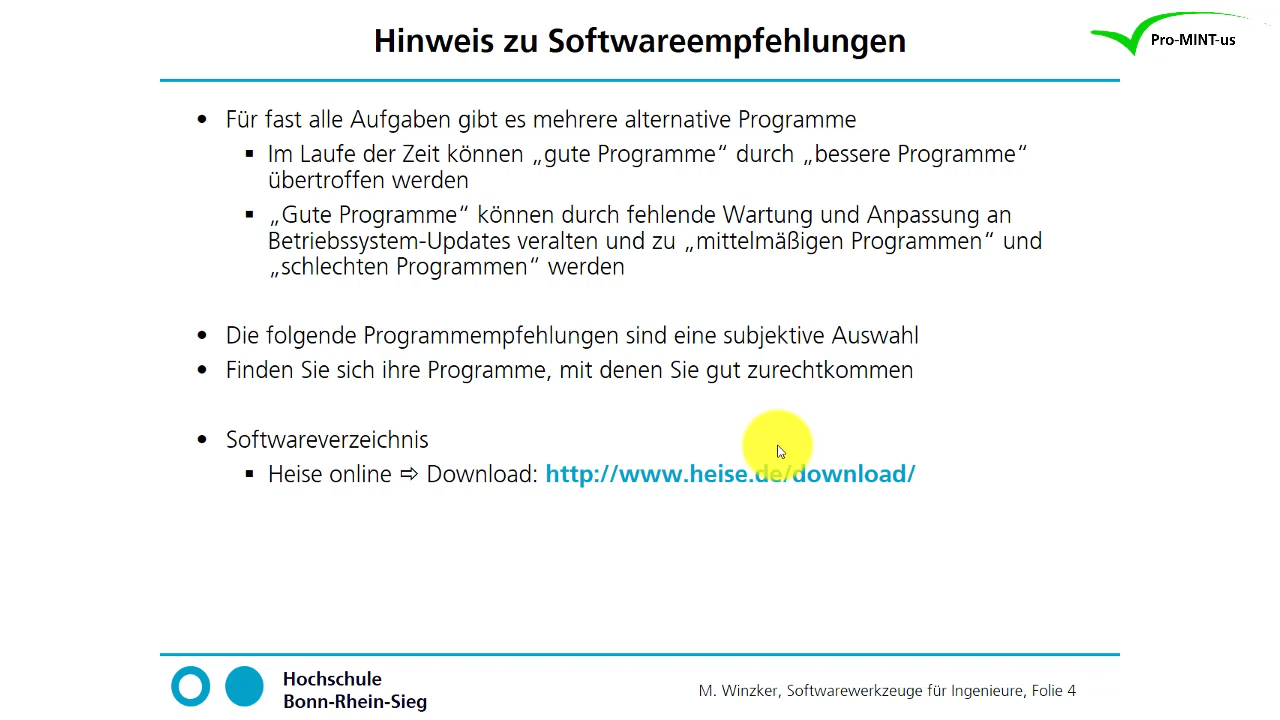 Hinweis zu Softwareempfehlungen
Pro-MINT-us
• Für fast alle Aufgaben gibt es mehrere alternative Programme
▪ Im Laufe der Zeit können „gute Programme“ durch „bessere Programme“
übertroffen werden
▪ „Gute Programme“ können durch fehlende Wartung und Anpassung an
Betriebssystem-Updates veralten und zu „mittelmäßigen Programmen“ und
„schlechten Programmen“ werden
• Die folgende Programmempfehlungen sind eine subjektive Auswahl
• Finden Sie sich ihre Programme, mit denen Sie gut zurechtkommen
• Softwareverzeichnis
▪ Heise online ⇨ Download: http://www.heise.de/download/
Hochschule
Bonn-Rhein-Sieg
M. Winzker, Softwarewerkzeuge für Ingenieure, Folie 4